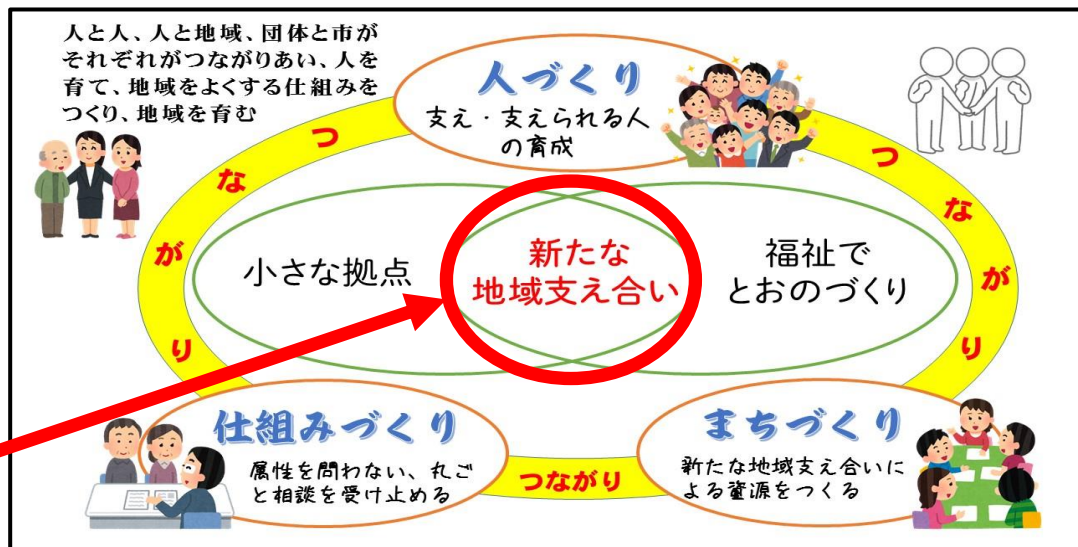 人と人、人と地域、団体と市が
それぞれがつながりあい、人を
育て、地域をよくする仕組みを
つくり、地域を育む
人づくり
支え・支えられる人
の育成
つながり
つながり
小さな拠点
新たな
地域支え合い
福祉で
とおのづくり
仕組みづくり
属性を問わない、丸ご
と相談を受け止める
つながり
まちづくり
新たな地域支え合いに
よる資源をつくる